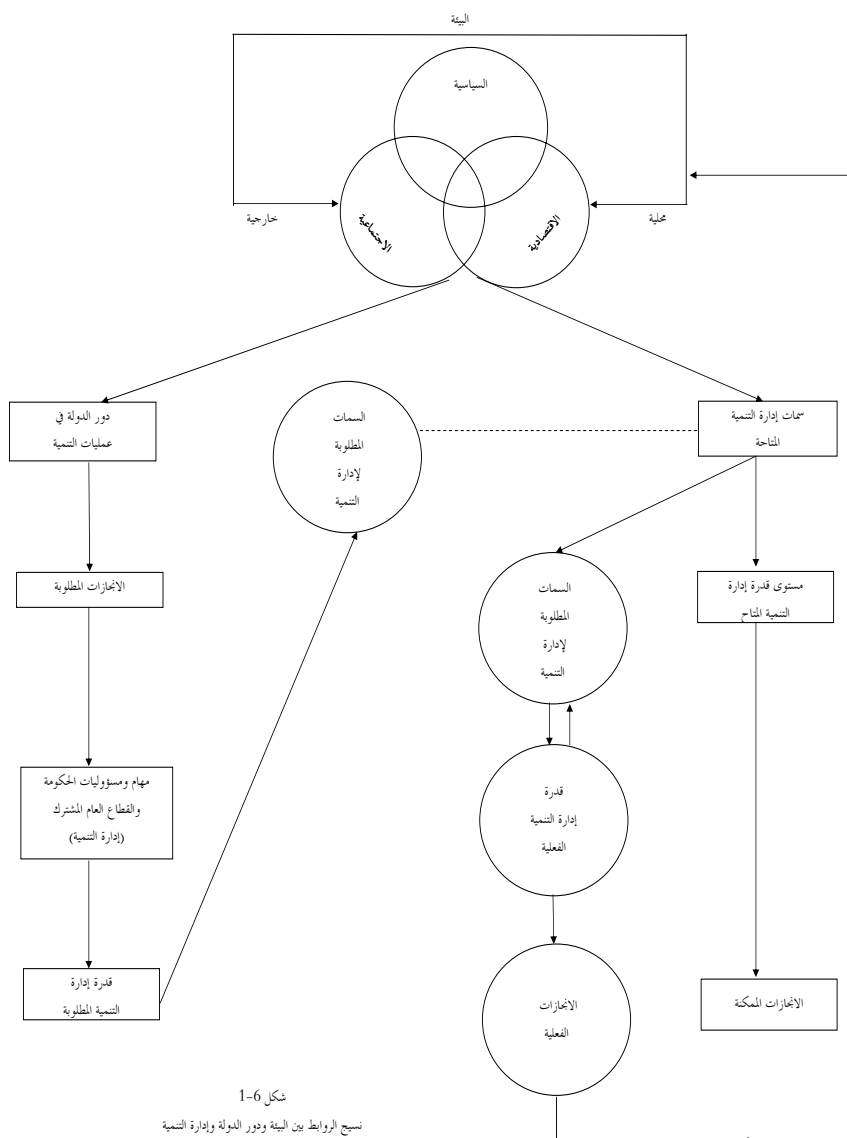 البيئة
السياسية
الاجتماعية
الاقتصادية
خارجية
محلية
دور الدولة في
عمليات التنمية
السمات
المطلوبة
لإدارة
التنمية
سمات إدارة التنمية
المتاحة
الانجازات المطلوبة
السمات
المطلوبة
لإدارة
التنمية
مستوى قدرة إدارة
التنمية المتاح
مهام ومسؤوليات الحكومة
والقطاع العام المشترك
(إدارة التنمية)
قدرة
إدارة التنمية
الفعلية
قدرة إدارة
التنمية المطلوبة
الانجازات
الفعلية
الانجازات الممكنة
شكل 6-1
نسيج الروابط بين البيئة ودور الدولة وإدارة التنمية